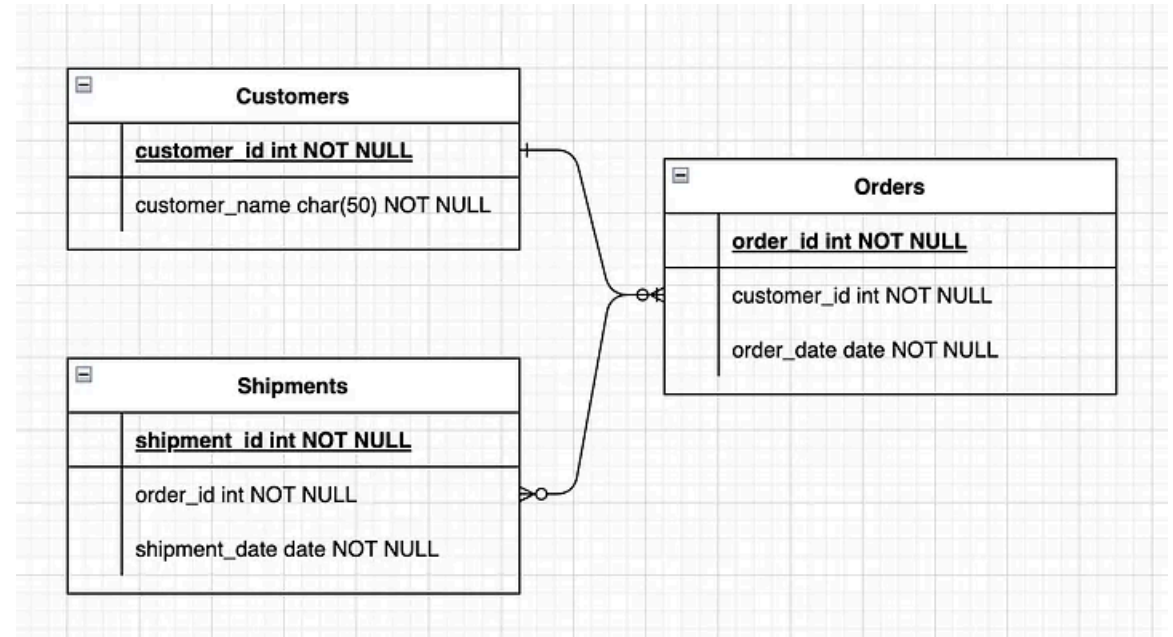 Customers
customer_id int NOT NULL
customer_name char(50) NOT NULL
Orders
order_id int NOT NULL
customer_id int NOT NULL
order_date date NOT NULL
Shipments
shipment_id int NOT NULL
order_id int NOT NULL
shipment_date date NOT NULL